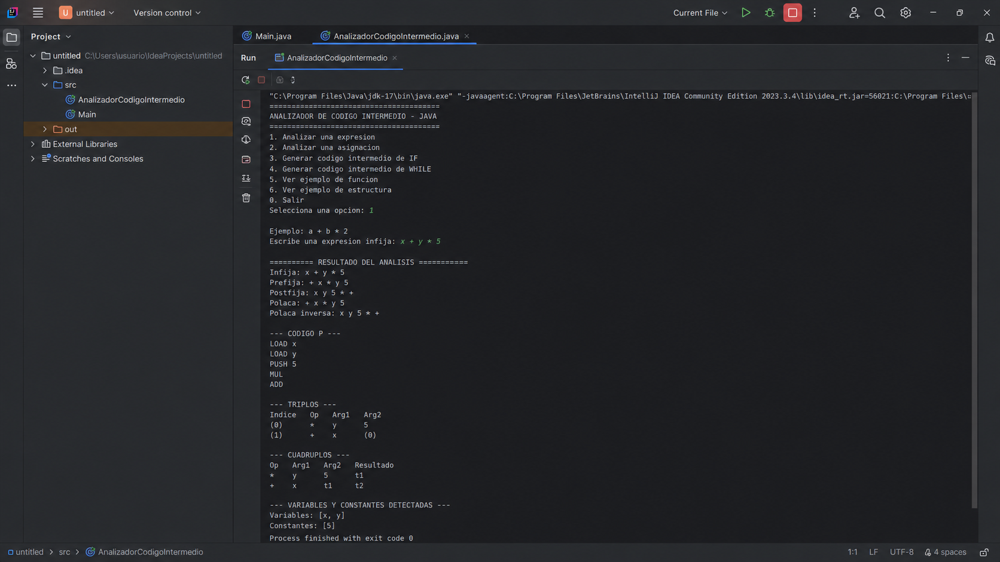 U untitled Version control Current File
Project
Main.java AnalizadorCodigoIntermedio.java
untitled C:\Users\usuario\IdeaProjects\untitled
.idea
src
AnalizadorCodigoIntermedio
Main
out
External Libraries
Scratches and Consoles
Run AnalizadorCodigoIntermedio
"C:\Program Files\Java\jdk-17\bin\java.exe" "-javaagent:C:\Program Files\JetBrains\IntelliJ IDEA Community Edition 2023.3.4\lib\idea_rt.jar=56021:C:\Program Files\
=======================================
ANALIZADOR DE CODIGO INTERMEDIO - JAVA
=======================================
1. Analizar una expresion
2. Analizar una asignacion
3. Generar codigo intermedio de IF
4. Generar codigo intermedio de WHILE
5. Ver ejemplo de funcion
6. Ver ejemplo de estructura
0. Salir
Selecciona una opcion: 1
Ejemplo: a + b * 2
Escribe una expresion infija: x + y * 5
========== RESULTADO DEL ANALISIS ===========
Infija: x + y * 5
Prefija: + x * y 5
Postfija: x y 5 * +
Polaca: + x * y 5
Polaca inversa: x y 5 * +
--- CODIGO P ---
LOAD x
LOAD y
PUSH 5
MUL
ADD
--- TRIPLOS ---
Indice Op Arg1 Arg2
(0) * y 5
(1) + x (0)
--- CUADRUPLOS ---
Op Arg1 Arg2 Resultado
* y 5 t1
+ x t1 t2
--- VARIABLES Y CONSTANTES DETECTADAS ---
Variables: [x, y]
Constantes: [5]
Process finished with exit code 0
untitled > src > AnalizadorCodigoIntermedio 1:1 LF UTF-8 4 spaces